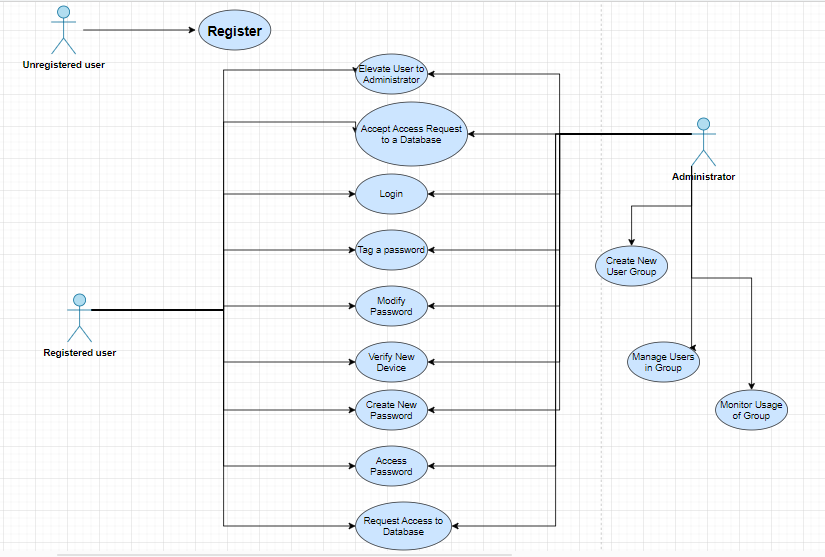 Register
Unregistered user
Elevate User to
Administrator
Accept Access Request
to a Database
Administrator
Login
Tag a password
Create New
User Group
Modify
Password
Registered user
Verify New
Device
Manage Users
in Group
Create New
Password
Monitor Usage
of Group
Access
Password
Request Access to
Database